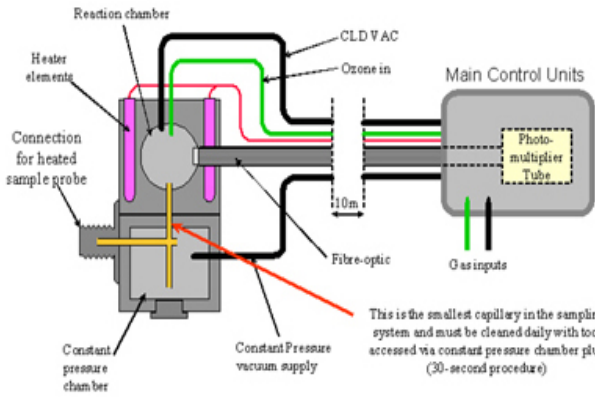 Reaction chamber
CLD VAC
Heater
elements
Ozone in
Main Control Units
Connection
for heated
sample probe
Photo-
multiplier
Tube
10m
Fibre-optic
Gas inputs
This is the smallest capillary in the samplin
system and must be cleaned daily with too
accessed via constant pressure chamber plu
(30-second procedure)
Constant
pressure
chamber
Constant Pressure
vacuum supply